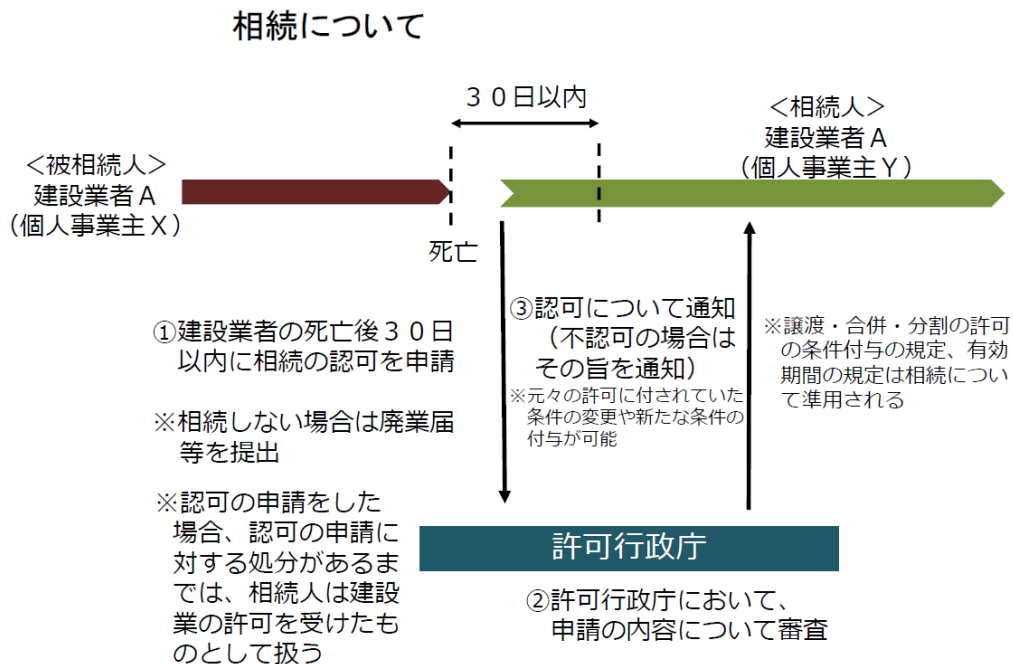 相続について
３０日以内
＜被相続人＞
建設業者Ａ
（個人事業主Ｘ）
＜相続人＞
建設業者Ａ
（個人事業主Ｙ）
死亡
①建設業者の死亡後３０日
以内に相続の認可を申請
※相続しない場合は廃業届
等を提出
※認可の申請をした
場合、認可の申請に
対する処分があるま
では、相続人は建設
業の許可を受けたも
のとして扱う
③認可について通知
（不認可の場合は
その旨を通知）
※元々の許可に付されていた
条件の変更や新たな条件の
付与が可能
※譲渡・合併・分割の許可
の条件付与の規定、有効
期間の規定は相続につい
て準用される
許可行政庁
②許可行政庁において、
申請の内容について審査